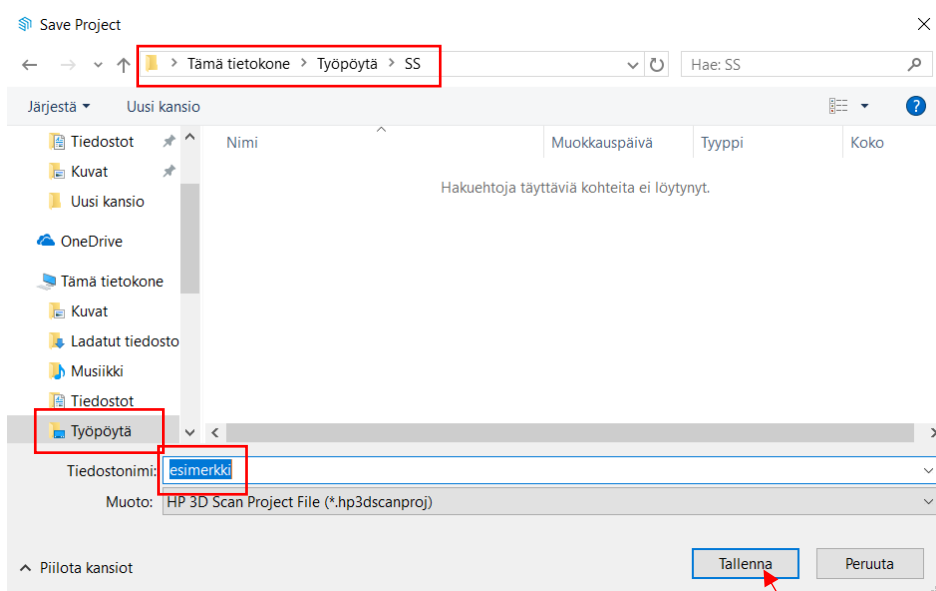 Save Project
Tämä tietokone > Työpöytä > SS
Hae: SS
Järjestä Uusi kansio
Tiedostot
Kuvat
Uusi kansio
OneDrive
Tämä tietokone
Kuvat
Ladatut tiedosto
Musiikki
Tiedostot
Työpöytä
Nimi Muokkauspäivä Tyyppi Koko
Hakuehtoja täyttäviä kohteita ei löytynyt.
Tiedostonimi: esimerkki
Muoto: HP 3D Scan Project File (*.hp3dscanproj)
Piilota kansiot
Tallenna Peruuta